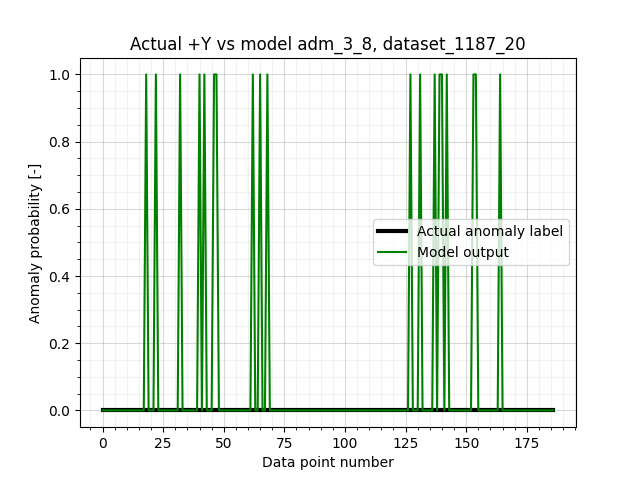 Actual +Y vs model adm_3_8, dataset_1187_20
Anomaly probability [-]
1.0
0.8
0.6
0.4
0.2
0.0
Actual anomaly label
Model output
0 25 50 75 100 125 150 175
Data point number